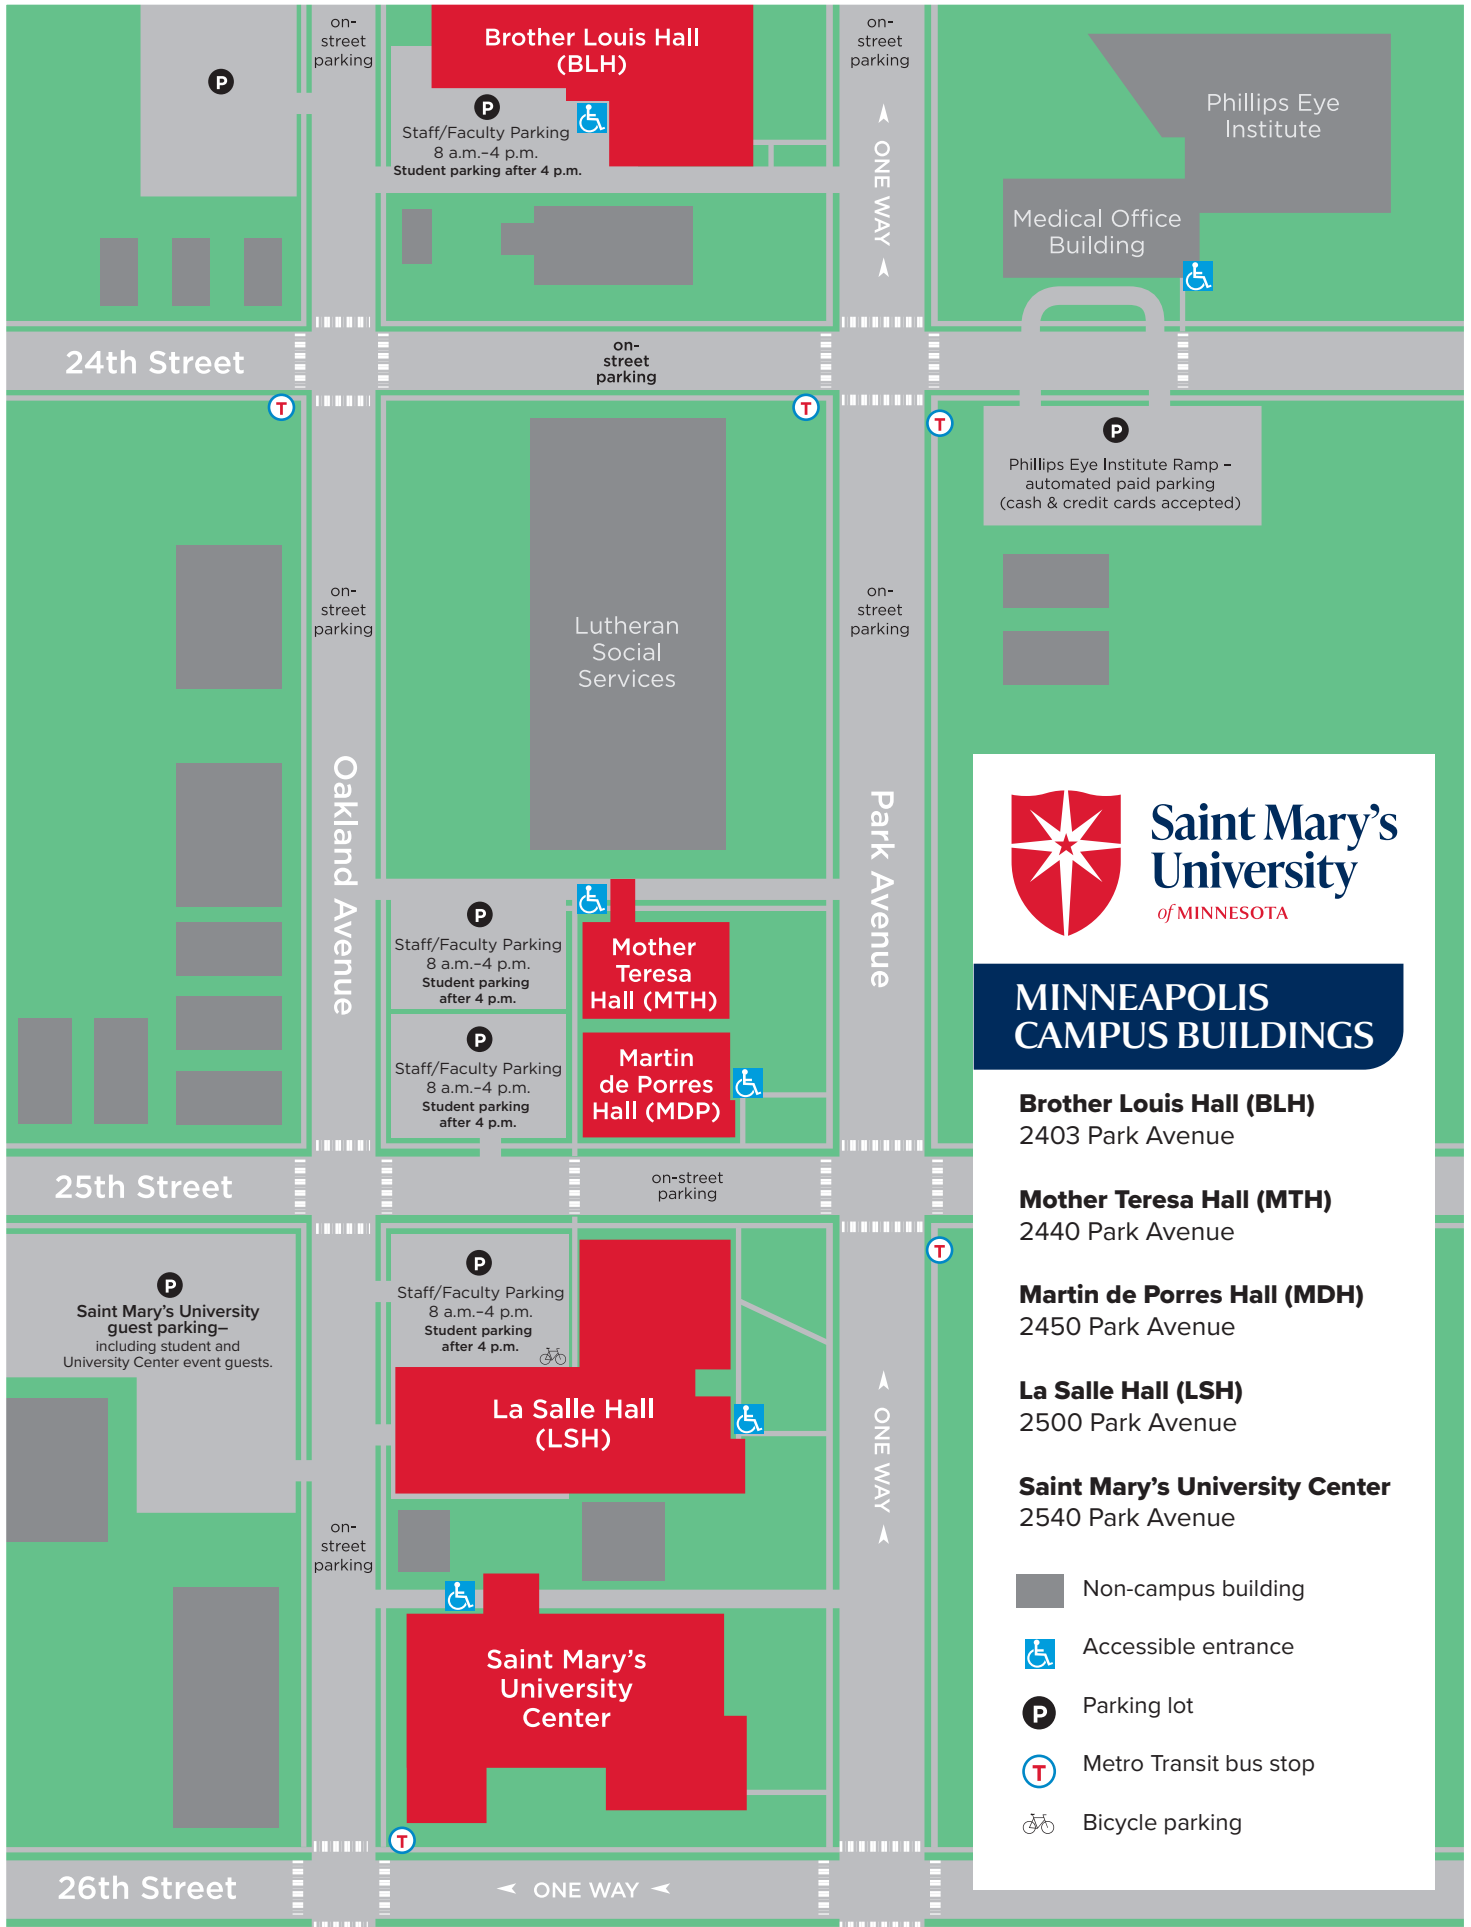 on-
street
parking
Brother Louis Hall
(BLH)
on-
street
parking
P
P
Staff/Faculty Parking
8 a.m.–4 p.m.
Student parking after 4 p.m.
ONE WAY
Phillips Eye
Institute
Medical Office
Building
24th Street
on-
street
parking
T
T
T
P
Phillips Eye Institute Ramp –
automated paid parking
(cash & credit cards accepted)
on-
street
parking
Lutheran
Social
Services
on-
street
parking
Oakland Avenue
Park Avenue
P
Staff/Faculty Parking
8 a.m.–4 p.m.
Student parking
after 4 p.m.
Mother
Teresa
Hall (MTH)
P
Staff/Faculty Parking
8 a.m.–4 p.m.
Student parking
after 4 p.m.
Martin
de Porres
Hall (MDP)
25th Street
on-street
parking
P
Saint Mary's University
guest parking–
including student and
University Center event guests.
P
Staff/Faculty Parking
8 a.m.–4 p.m.
Student parking
after 4 p.m.
T
La Salle Hall
(LSH)
ONE WAY
on-
street
parking
Saint Mary's
University
Center
T
26th Street
ONE WAY
Saint Mary's
University
of MINNESOTA
MINNEAPOLIS
CAMPUS BUILDINGS
Brother Louis Hall (BLH)
2403 Park Avenue
Mother Teresa Hall (MTH)
2440 Park Avenue
Martin de Porres Hall (MDH)
2450 Park Avenue
La Salle Hall (LSH)
2500 Park Avenue
Saint Mary's University Center
2540 Park Avenue
Non-campus building
Accessible entrance
P Parking lot
T Metro Transit bus stop
Bicycle parking